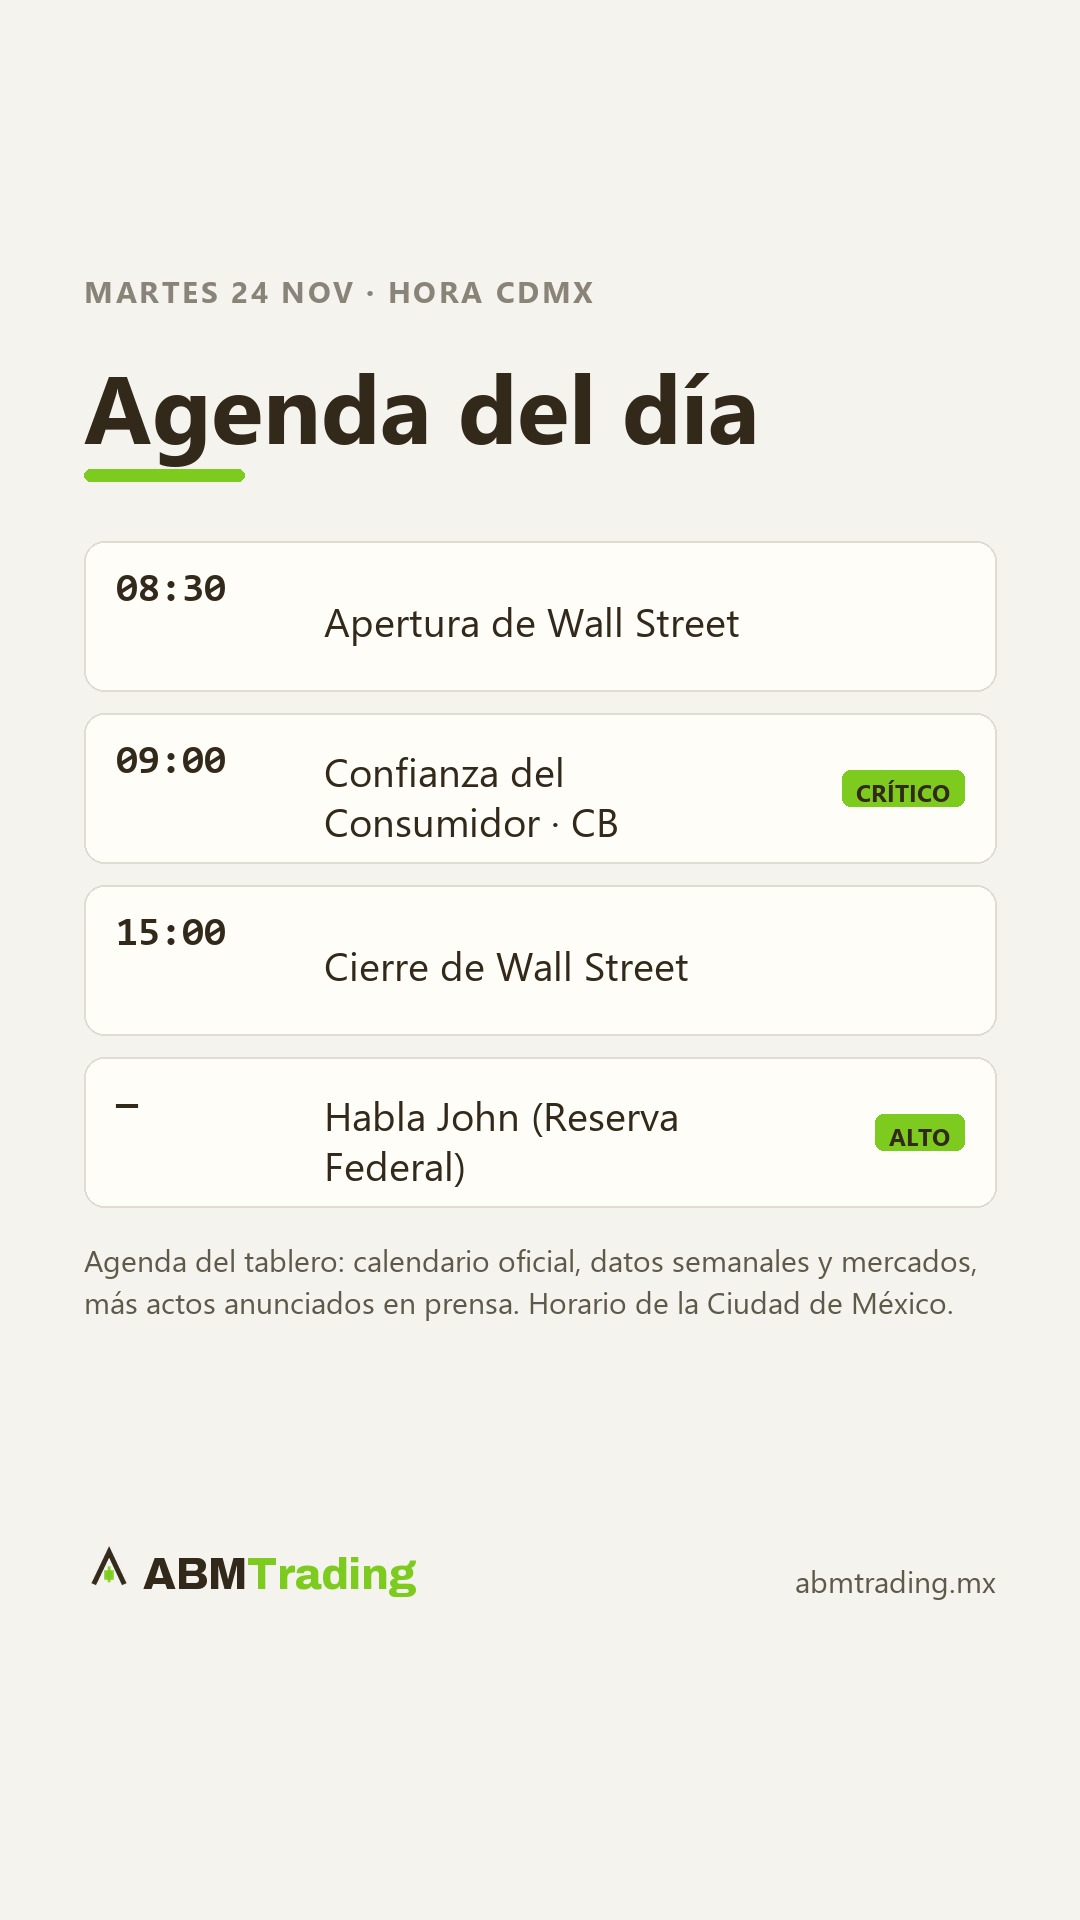 MARTES 24 NOV · HORA CDMX
Agenda del día
08:30
Apertura de Wall Street
09:00
Confianza del
Consumidor · CB
CRÍTICO
15:00
Cierre de Wall Street
—
Habla John (Reserva
Federal)
ALTO
Agenda del tablero: calendario oficial, datos semanales y mercados,
más actos anunciados en prensa. Horario de la Ciudad de México.
ABMTrading
abmtrading.mx